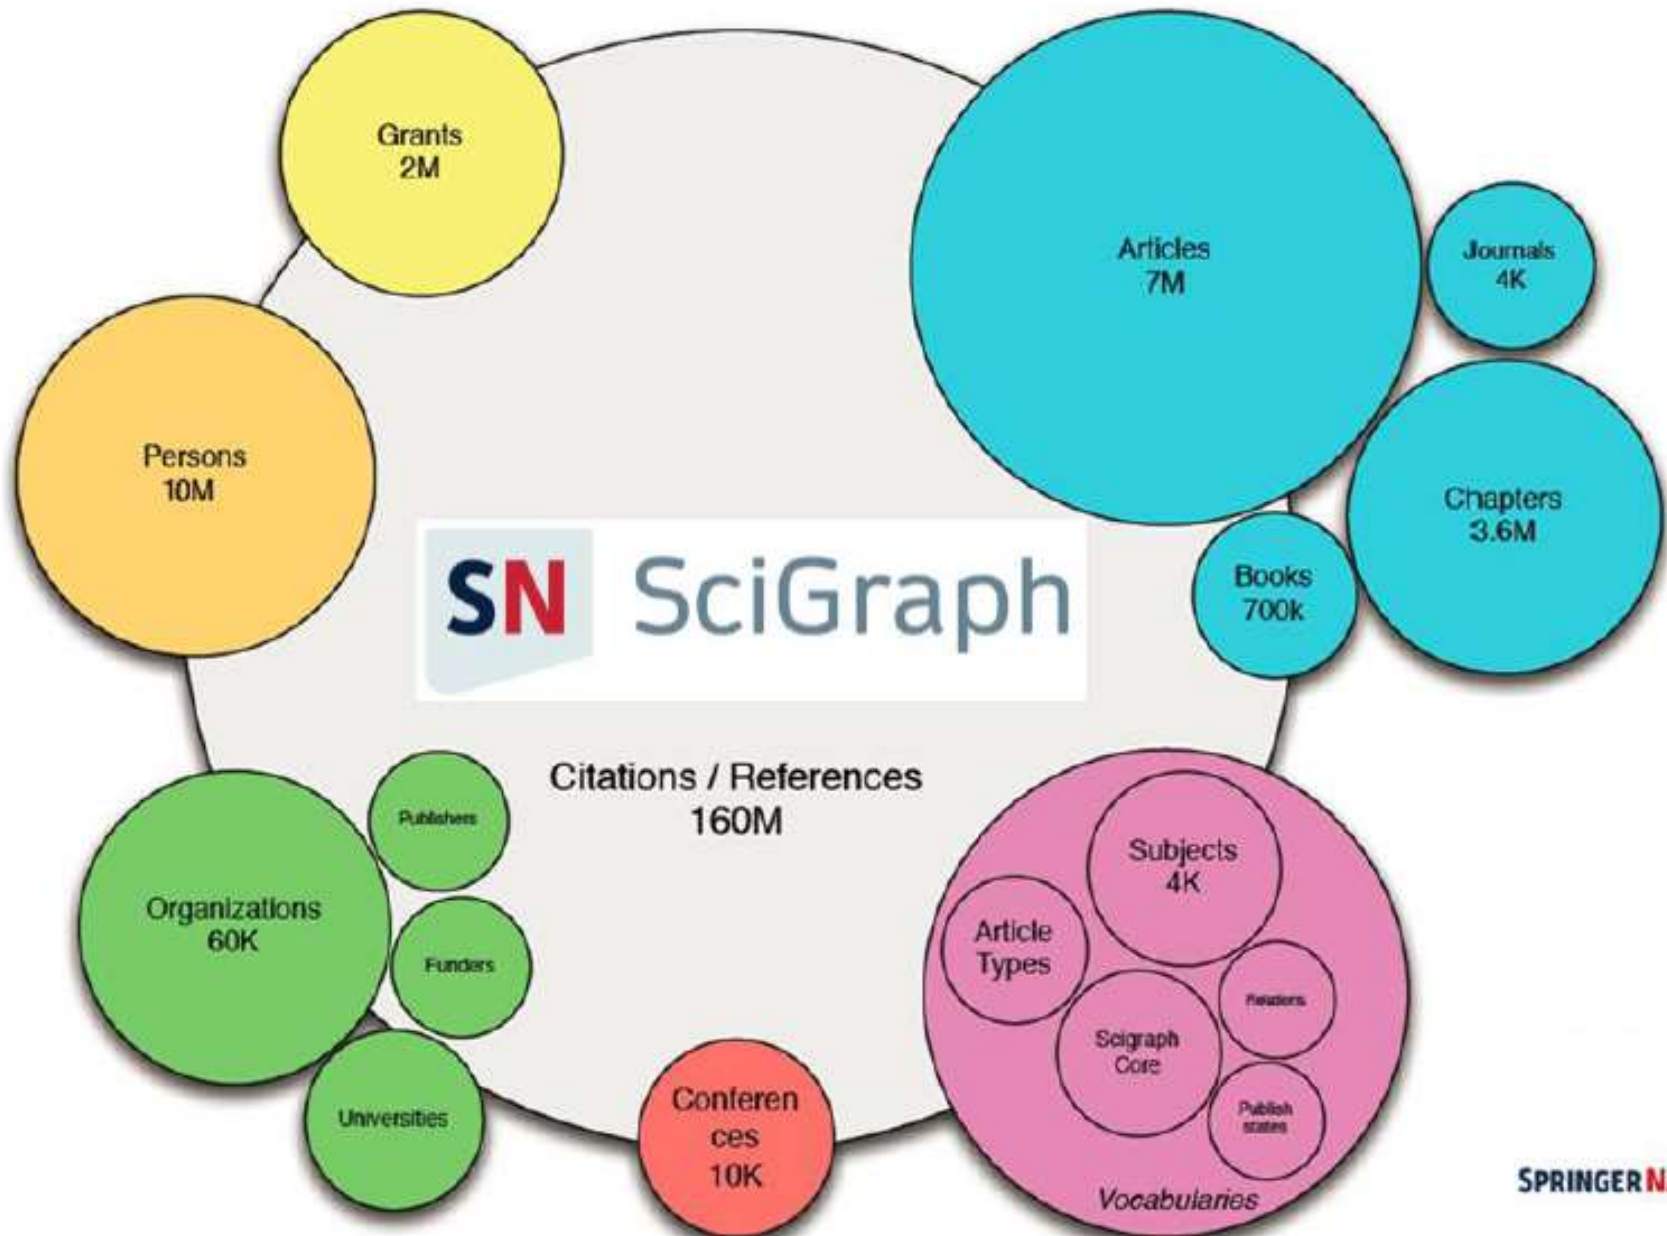 Grants
2M
Articles
7M
Journals
4K
Persons
10M
Chapters
3.6M
Books
700k
SN SciGraph
Citations / References
160M
Publishers
Organizations
60K
Funders
Universities
Conferen
ces
10K
Subjects
4K
Article
Types
Relations
Scigraph
Core
Publish
states
Vocabularies
SPRINGER N